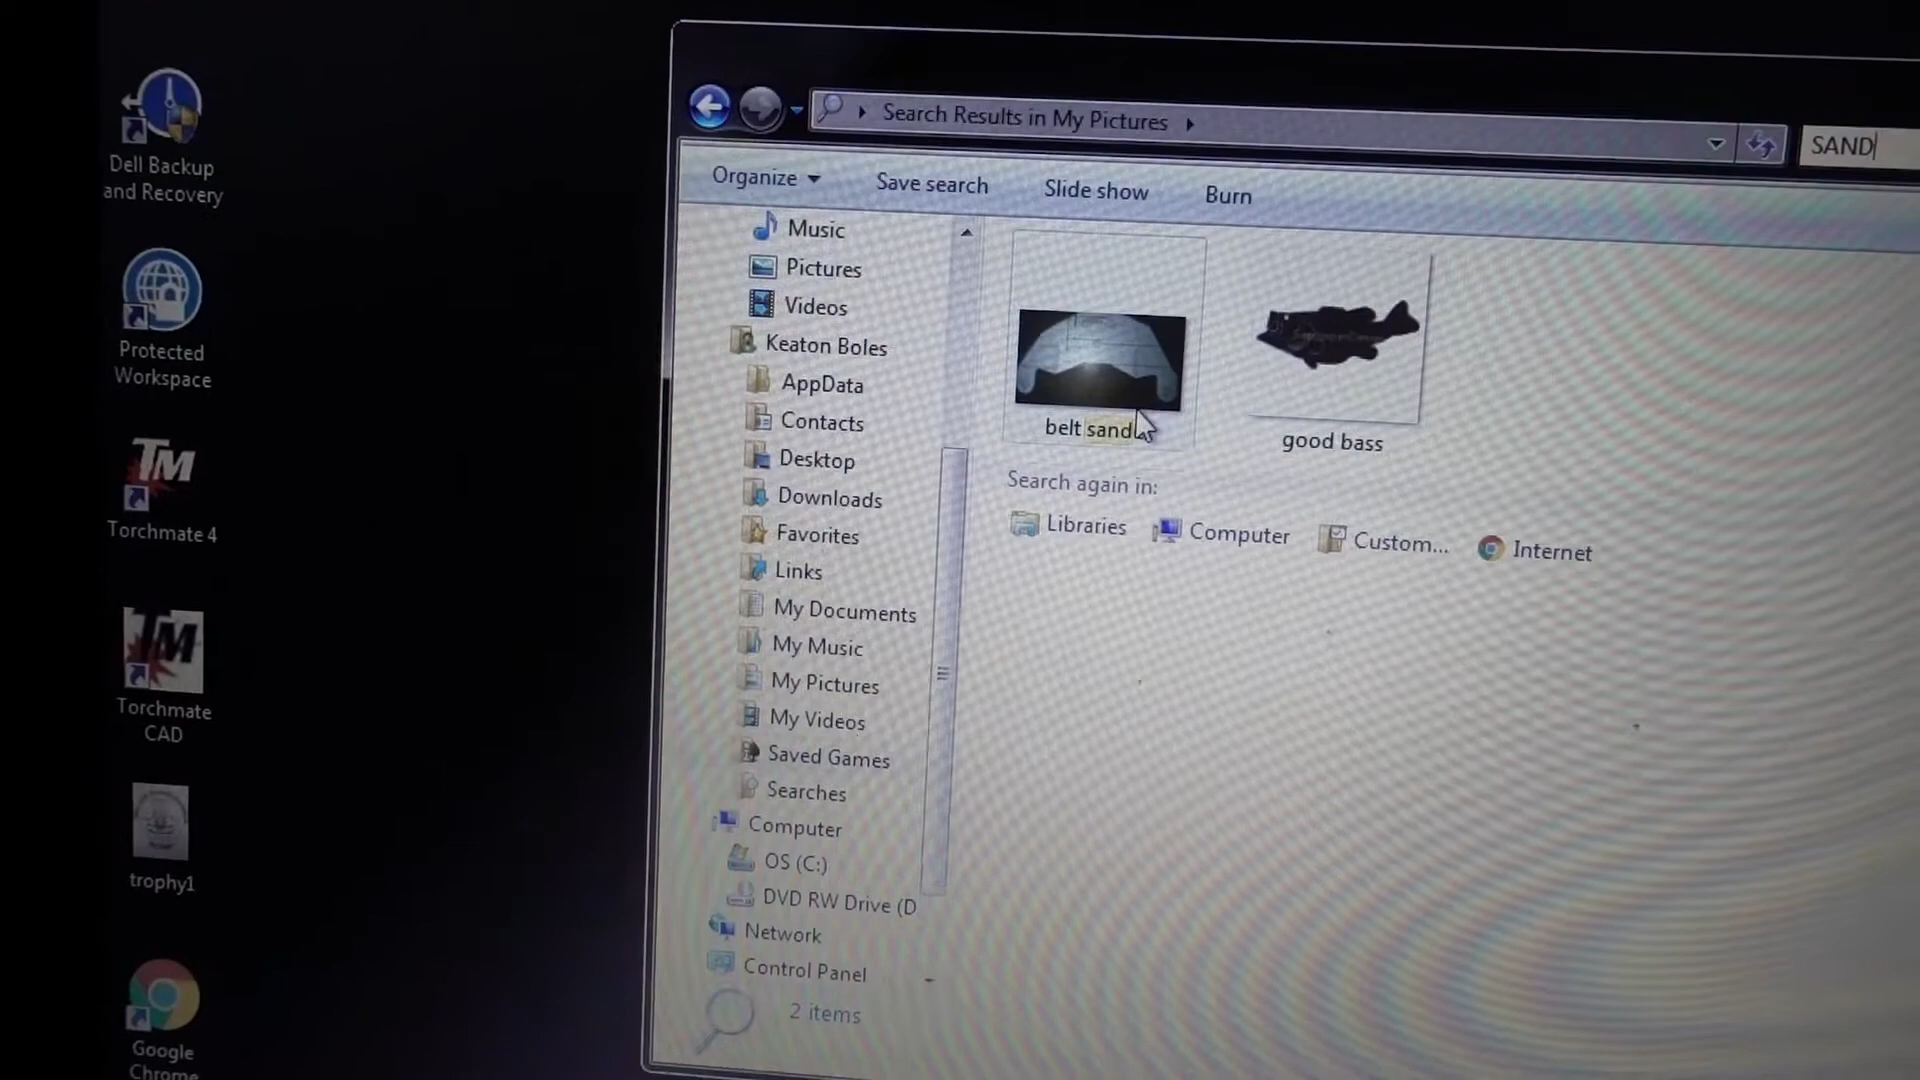 Dell Backup
and Recovery
Protected
Workspace
TM
Torchmate 4
TM
Torchmate
CAD
trophy1
Google
Chrome
Search Results in My Pictures
SAND
Organize
Save search
Slide show
Burn
Music
Pictures
Videos
Keaton Boles
AppData
Contacts
Desktop
Downloads
Favorites
Links
My Documents
My Music
My Pictures
My Videos
Saved Games
Searches
Computer
OS (C:)
DVD RW Drive (D
Network
Control Panel
2 items
belt sand
good bass
Search again in:
Libraries
Computer
Custom...
Internet